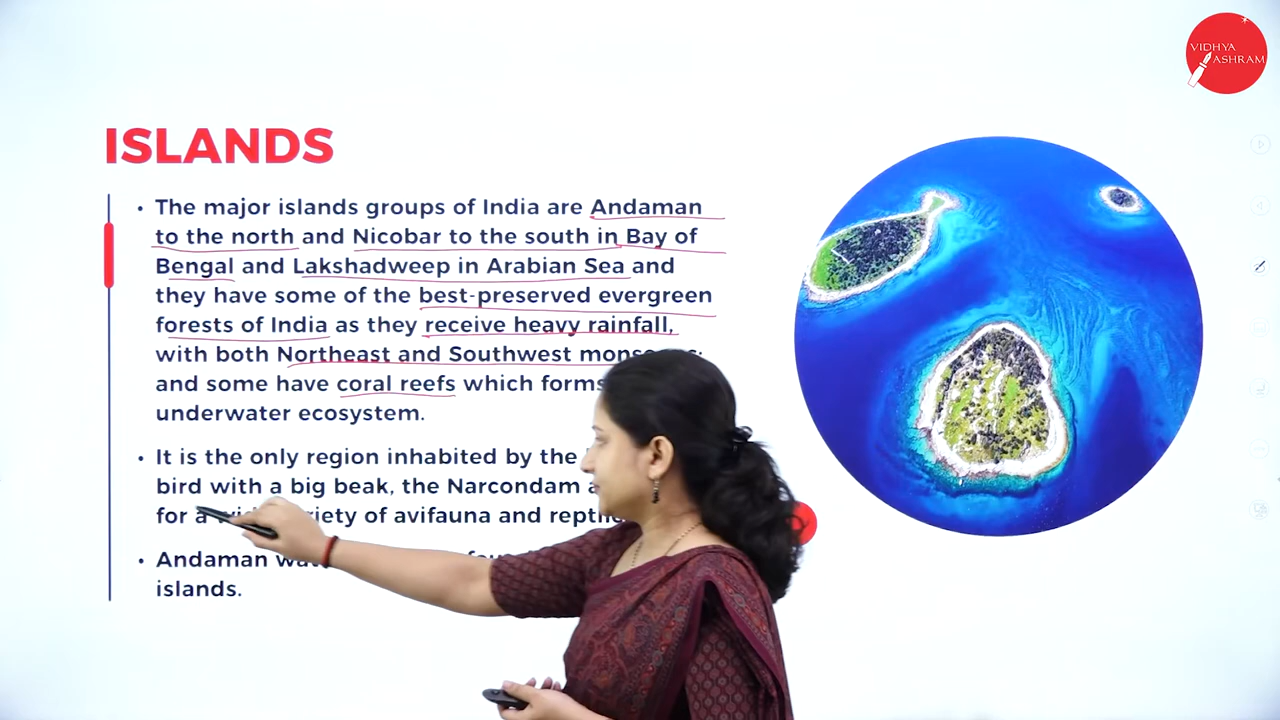 VIDHYA
ASHRAM
ISLANDS
• The major islands groups of India are Andaman
to the north and Nicobar to the south in Bay of
Bengal and Lakshadweep in Arabian Sea and
they have some of the best-preserved evergreen
forests of India as they receive heavy rainfall,
with both Northeast and Southwest
and some have coral reefs which forms
underwater ecosystem.
• It is the only region inhabited by the
bird with a big beak, the Narcondam
for a of avifauna and
• Andaman
islands.